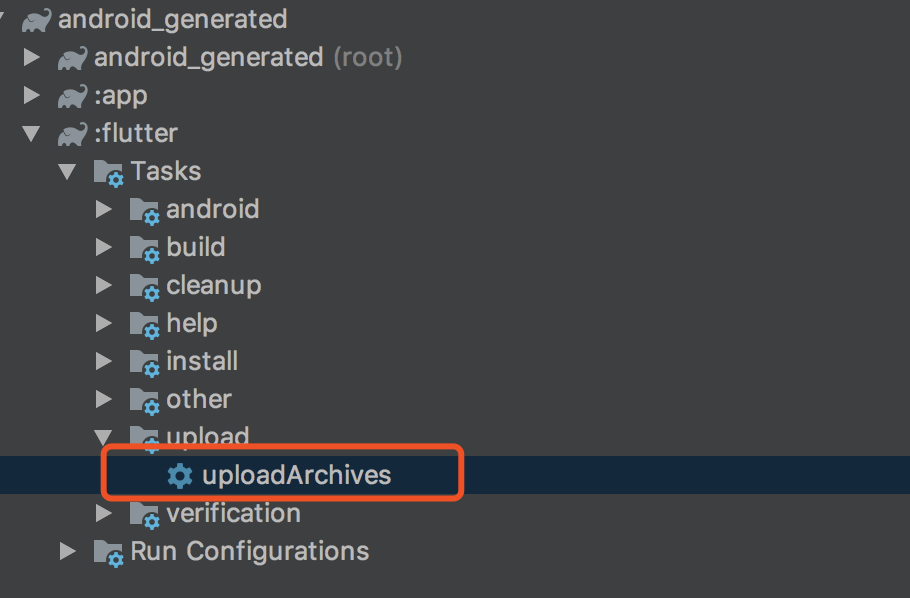 android_generated
android_generated (root)
:app
:flutter
Tasks
android
build
cleanup
help
install
other
upload
uploadArchives
verification
Run Configurations